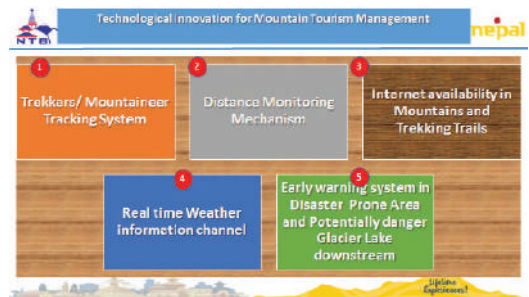 Technological innovation for Mountain Tourism Management
NTB
nepal
1
Trekkers/ Mountaineer
Tracking System
2
Distance Monitoring
Mechanism
3
Internet availability in
Mountains and
Trekking Trails
4
Real time Weather
information channel
5
Early warning system in
Disaster Prone Area
and Potentially danger
Glacier Lake
downstream
Lifetime
Experiences!